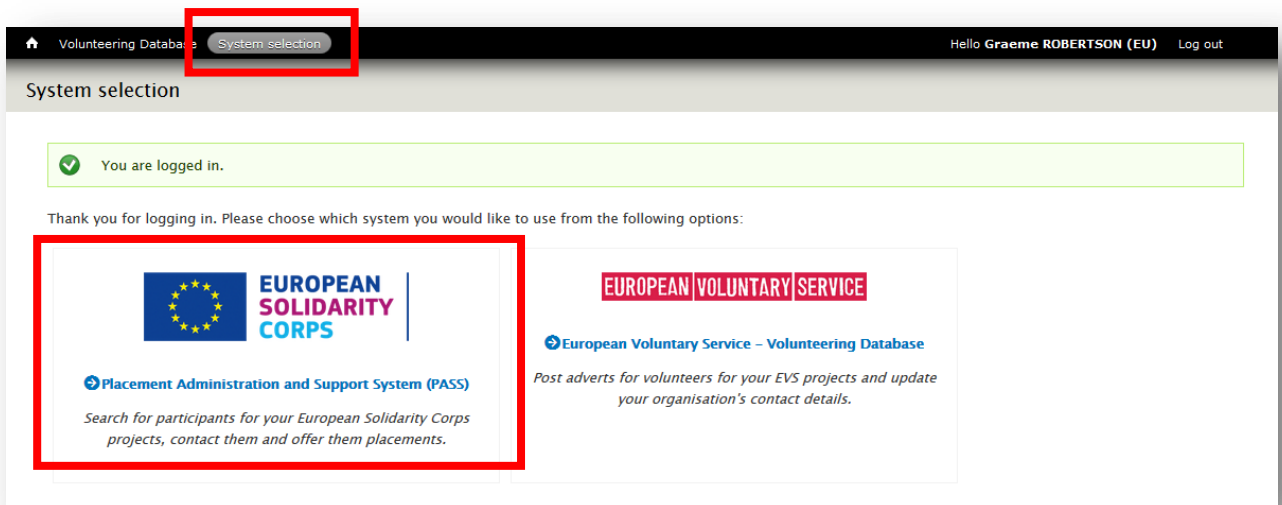 Volunteering Database System selection Hello Graeme ROBERTSON (EU) Log out
System selection
You are logged in.
Thank you for logging in. Please choose which system you would like to use from the following options:
EUROPEAN
SOLIDARITY
CORPS
Placement Administration and Support System (PASS)
Search for participants for your European Solidarity Corps
projects, contact them and offer them placements.
EUROPEAN VOLUNTARY SERVICE
European Voluntary Service – Volunteering Database
Post adverts for volunteers for your EVS projects and update
your organisation's contact details.